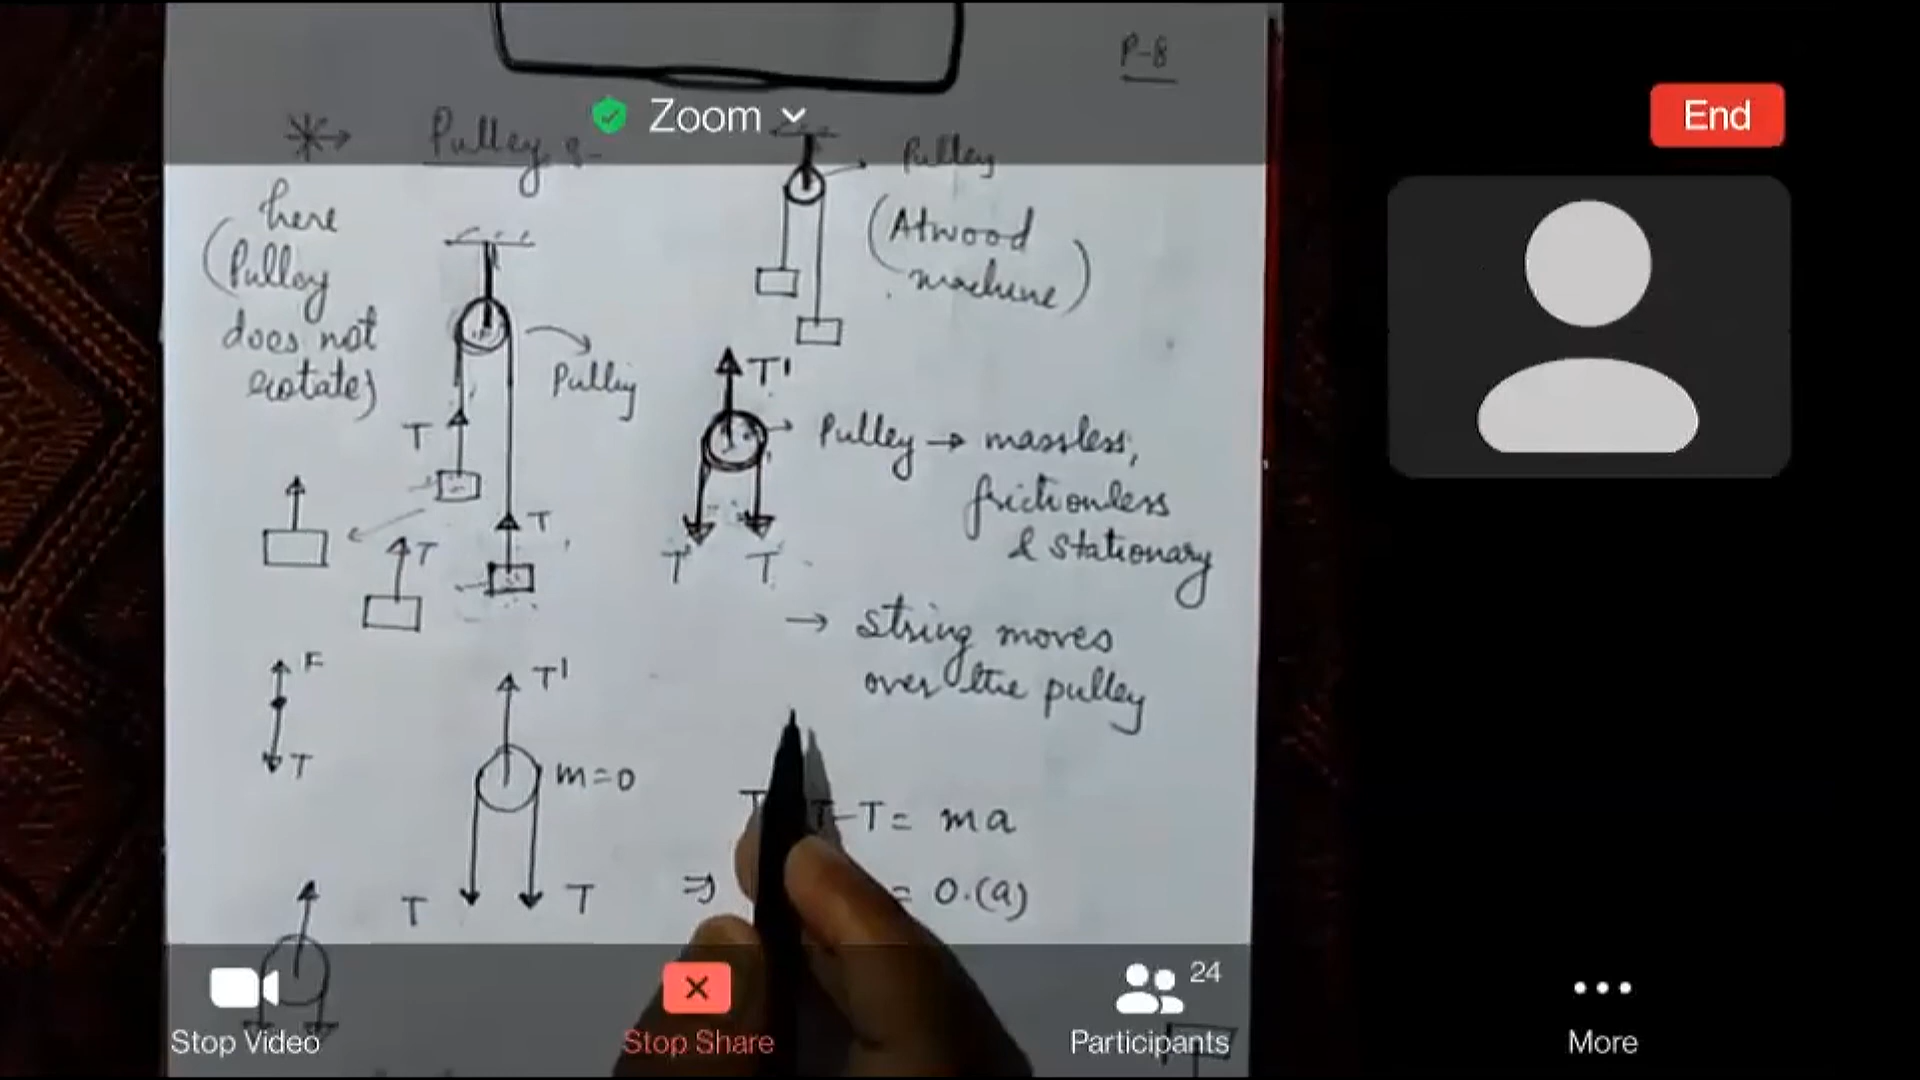 P-8
Zoom
End
Pulley :-
Pulley
(Atwood
machine)
here
(Pulley
does not
rotate)
Pulley
T
T
T
T'
Pulley → massless,
frictionless
& stationary
T
T
→ string moves
over the pulley
F
T
T'
m=0
T
T
T - T = ma
⇒ = 0.(a)
Stop Video
Stop Share
24
Participants
More